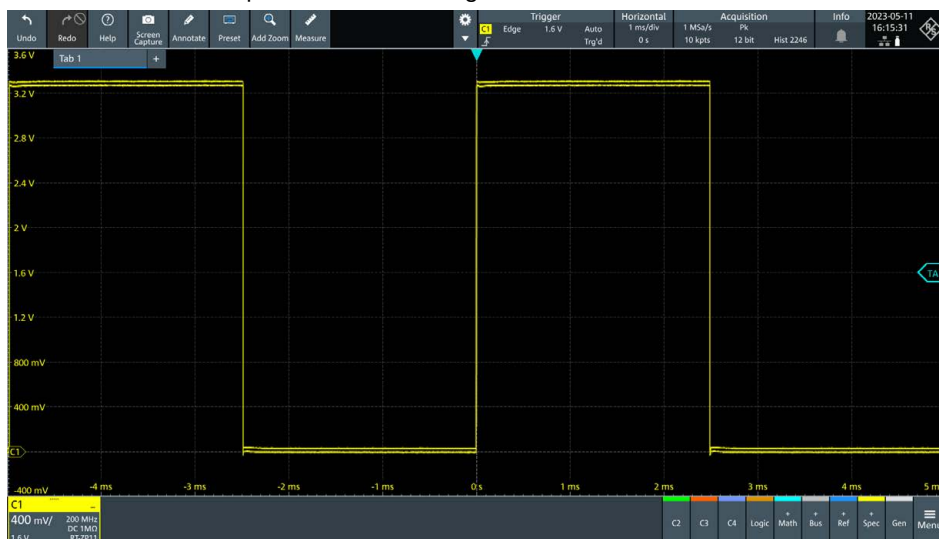 Undo Redo Help Screen Capture Annotate Preset Add Zoom Measure
Trigger Horizontal Acquisition Info 2023-05-11
C1 Edge 1.6 V Auto 1 ms/div 1 MSa/s Pk 16:15:31
Trg'd 0 s 10 kpts 12 bit Hist 2246
3.6 V Tab 1 +
3.2 V
2.8 V
2.4 V
2 V
1.6 V TA
1.2 V
800 mV
400 mV
C1
-400 mV -4 ms -3 ms -2 ms -1 ms 0 s 1 ms 2 ms 3 ms 4 ms 5 m
C1
400 mV/ 200 MHz
DC 1MΩ
1.6 V RT-ZP11
C2 C3 C4 Logic + Math + Bus + Ref + Spec Gen Menu